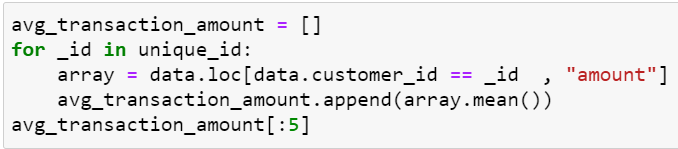 avg_transaction_amount = []
for _id in unique_id:
    array = data.loc[data.customer_id == _id  , "amount"]
    avg_transaction_amount.append(array.mean())
avg_transaction_amount[:5]